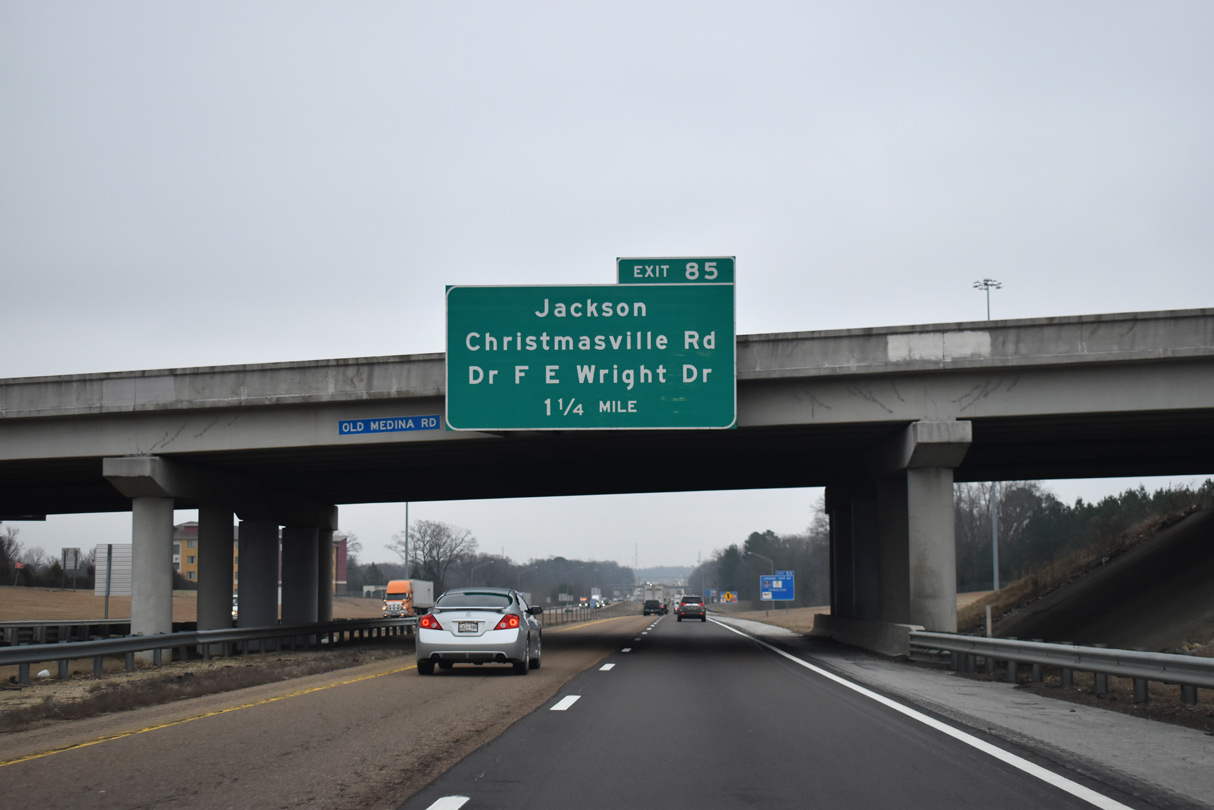 EXIT 85
Jackson
Christmasville Rd
Dr F E Wright Dr
1 1/4 MILE
OLD MEDINA RD